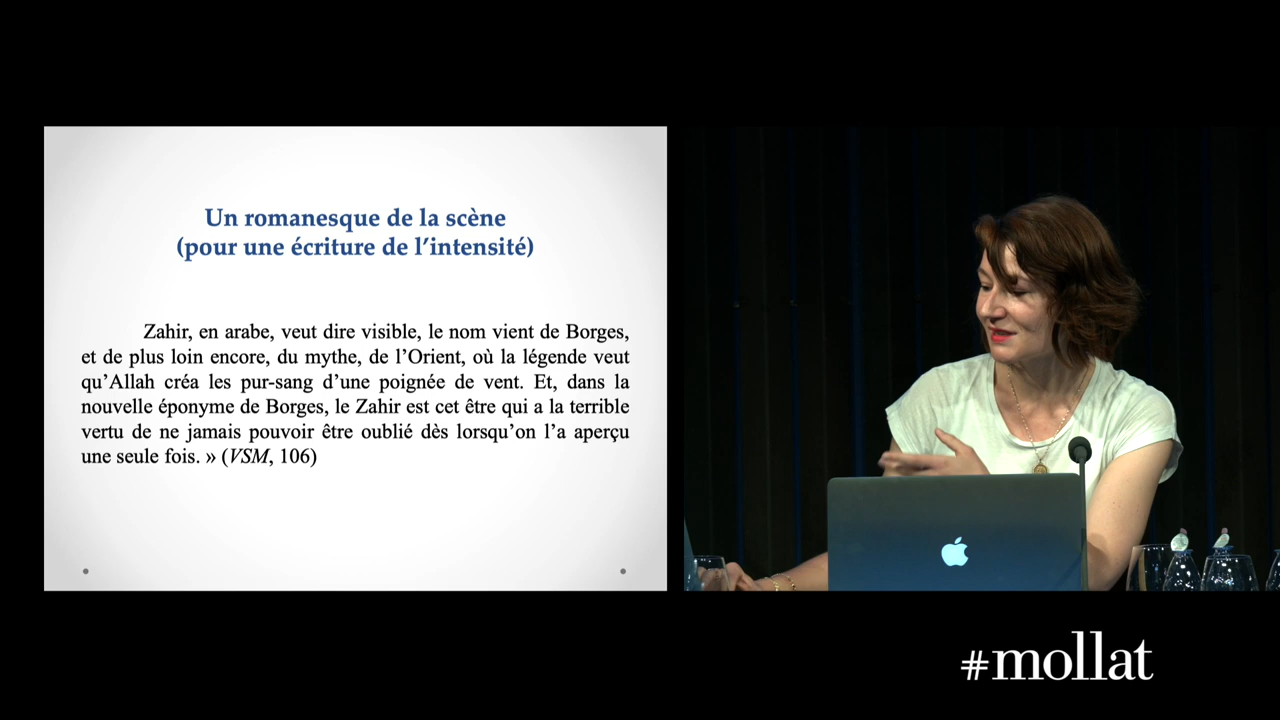 Un romanesque de la scène
(pour une écriture de l’intensité)
Zahir, en arabe, veut dire visible, le nom vient de Borges,
et de plus loin encore, du mythe, de l’Orient, où la légende veut
qu’Allah créa les pur-sang d’une poignée de vent. Et, dans la
nouvelle éponyme de Borges, le Zahir est cet être qui a la terrible
vertu de ne jamais pouvoir être oublié dès lorsqu’on l’a aperçu
une seule fois. » (VSM, 106)
#mollat